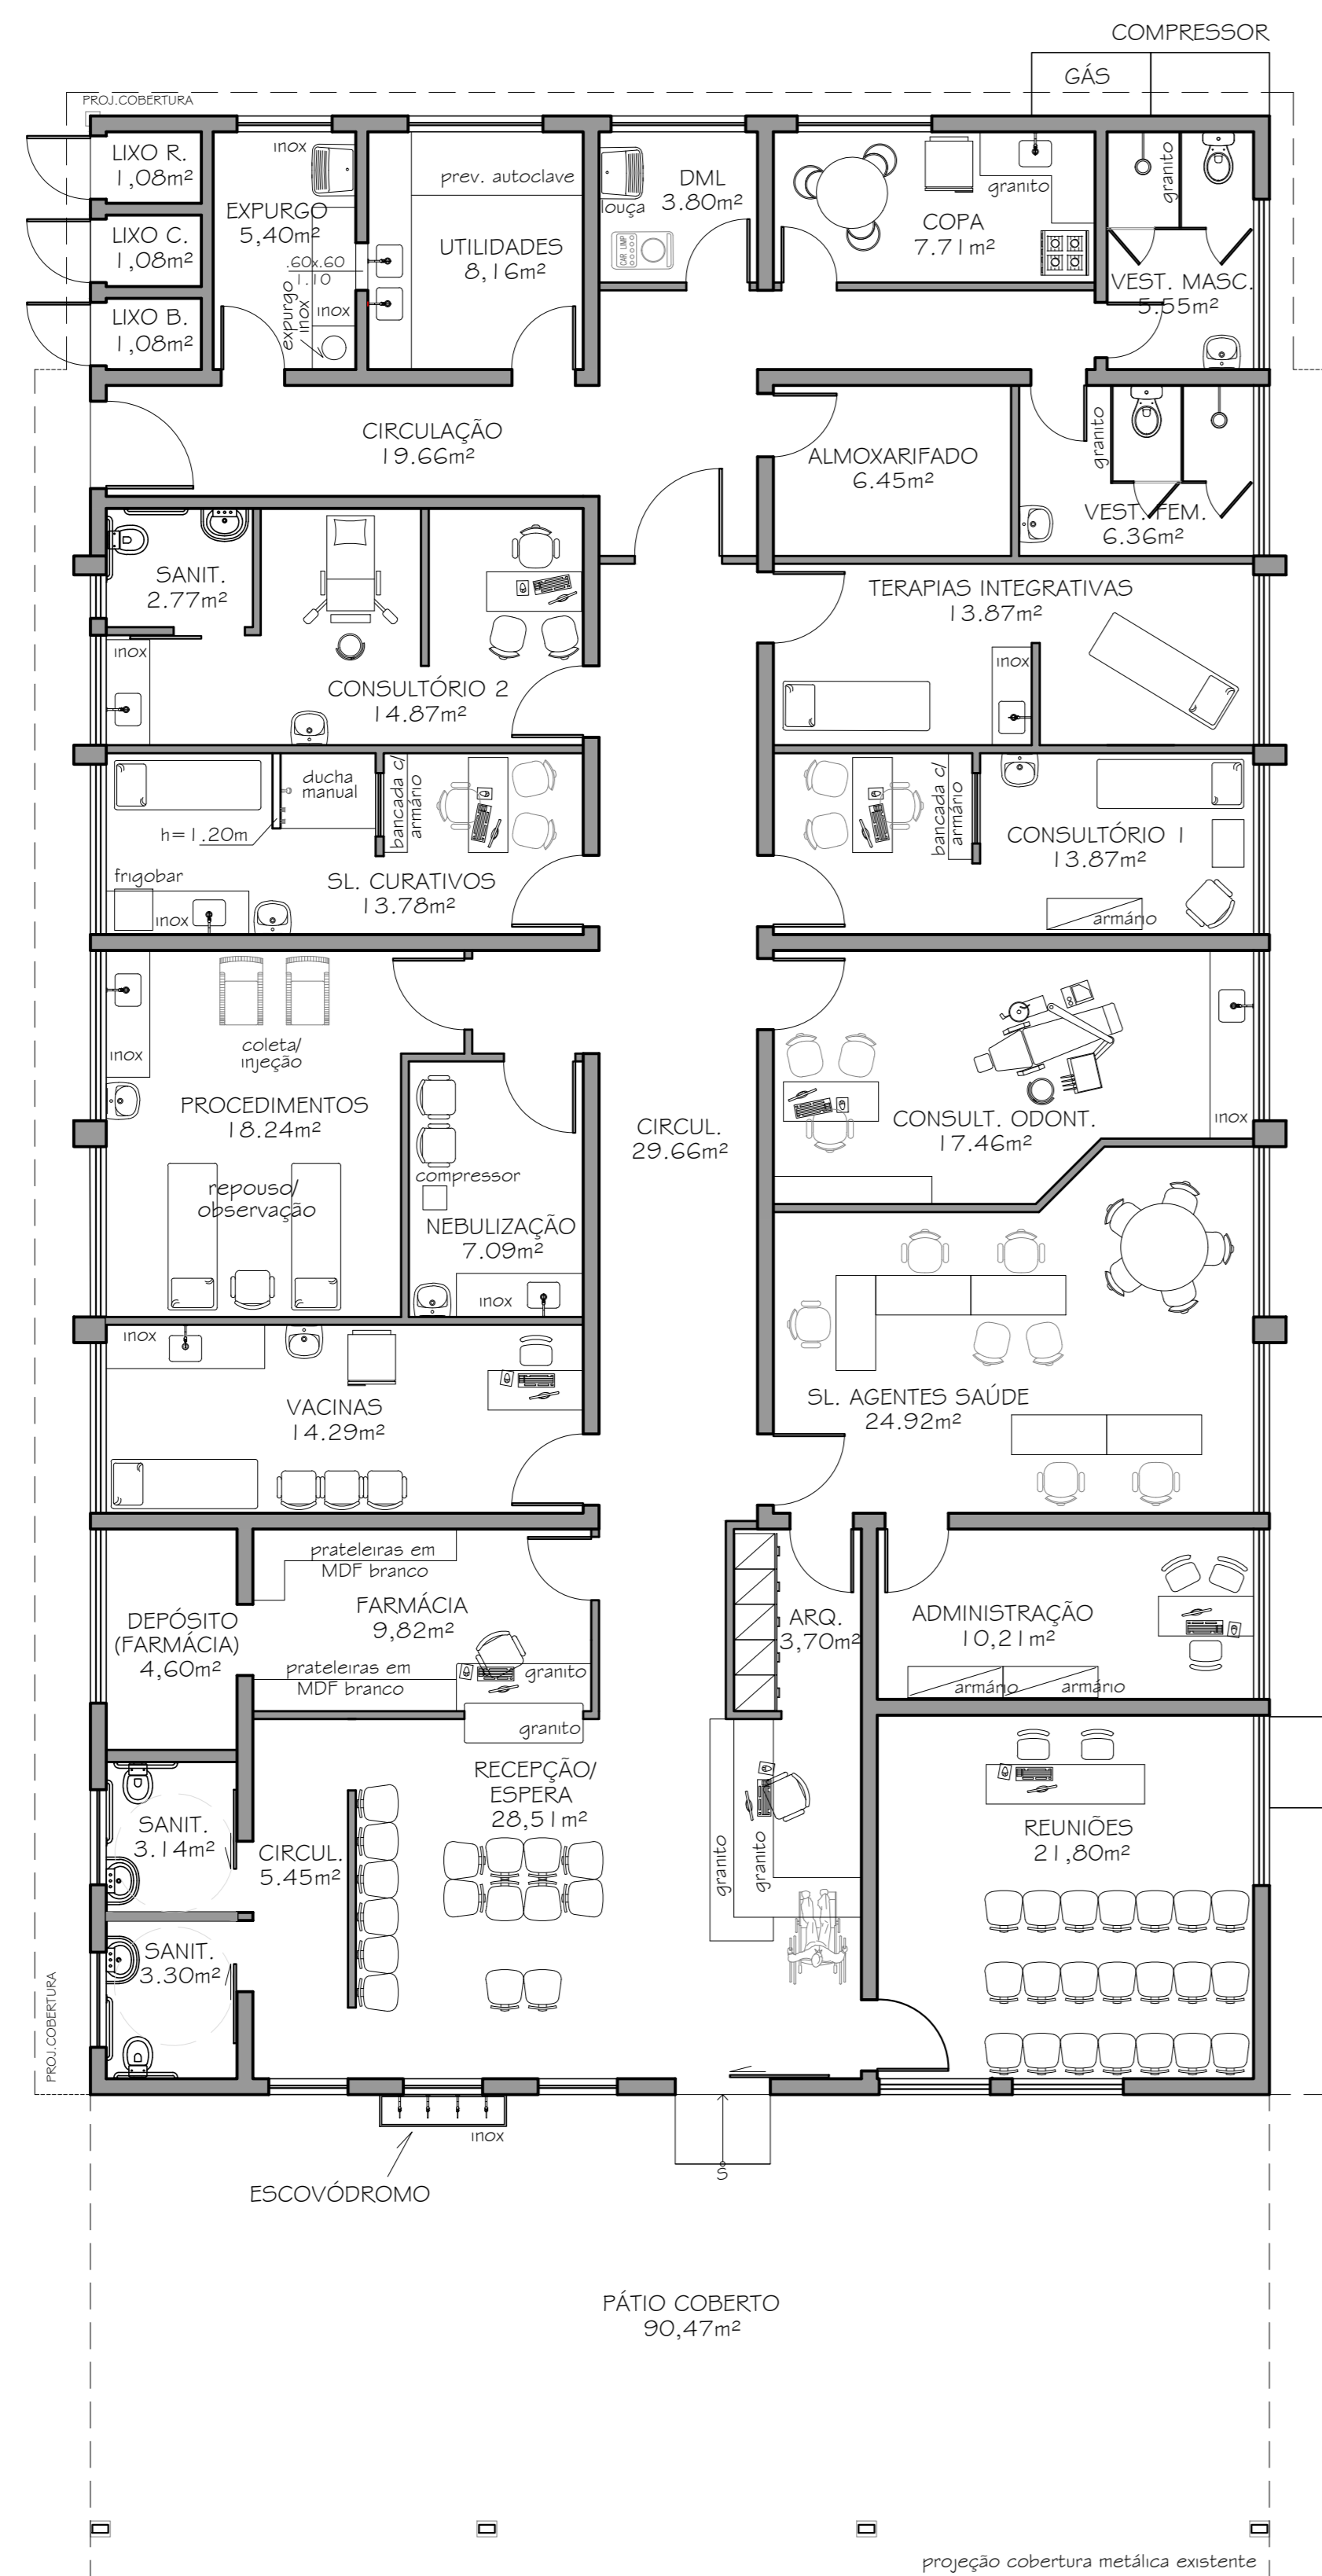 COMPRESSOR
GÁS
PROJ.COBERTURA
LIXO R.
1,08m²
inox
EXPURGO
5,40m²
.60x.60
1.10
expurgo
inox
inox
prev. autoclave
UTILIDADES
8,16m²
DML
3.80m²
louça
CAR LIMP
COPA
7.71m²
granito
granito
VEST. MASC.
5.55m²
LIXO C.
1,08m²
LIXO B.
1,08m²
CIRCULAÇÃO
19.66m²
ALMOXARIFADO
6.45m²
granito
VEST. FEM.
6.36m²
SANIT.
2.77m²
inox
CONSULTÓRIO 2
14.87m²
TERAPIAS INTEGRATIVAS
13.87m²
inox
ducha
manual
h=1.20m
bancada c/
armário
frigobar
inox
SL. CURATIVOS
13.78m²
bancada c/
armário
CONSULTÓRIO 1
13.87m²
armário
inox
coleta/
injeção
PROCEDIMENTOS
18.24m²
repouso/
observação
compressor
NEBULIZAÇÃO
7.09m²
inox
CIRCUL.
29.66m²
CONSULT. ODONT.
17.46m²
inox
inox
VACINAS
14.29m²
SL. AGENTES SAÚDE
24.92m²
prateleiras em
MDF branco
FARMÁCIA
9,82m²
prateleiras em
MDF branco
granito
granito
DEPÓSITO
(FARMÁCIA)
4,60m²
ARQ.
3,70m²
ADMINISTRAÇÃO
10,21m²
armário
armário
RECEPÇÃO/
ESPERA
28,51m²
SANIT.
3.14m²
CIRCUL.
5.45m²
granito
granito
REUNIÕES
21,80m²
SANIT.
3.30m²
PROJ.COBERTURA
inox
ESCOVÓDROMO
S
PÁTIO COBERTO
90,47m²
projeção cobertura metálica existente